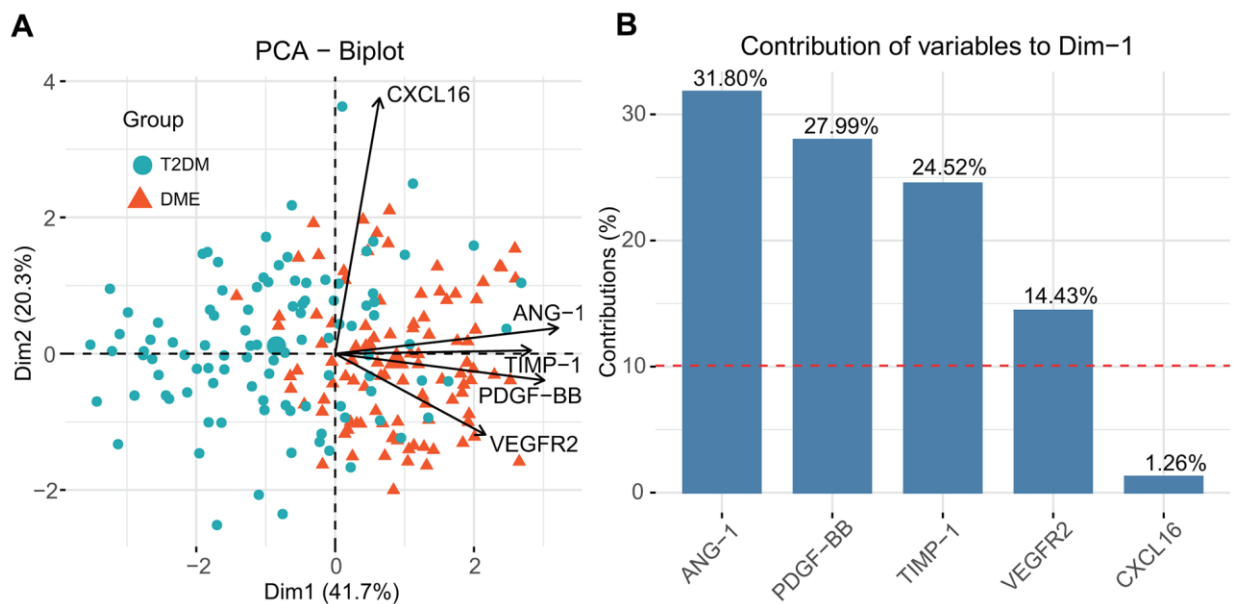 A
PCA − Biplot
4
2
0
−2
Dim2 (20.3%)
Group
T2DM
DME
CXCL16
ANG−1
TIMP−1
PDGF−BB
VEGFR2
−2
0
2
Dim1 (41.7%)
B
Contribution of variables to Dim−1
30
20
10
0
Contributions (%)
31.80%
27.99%
24.52%
14.43%
1.26%
ANG−1
PDGF−BB
TIMP−1
VEGFR2
CXCL16